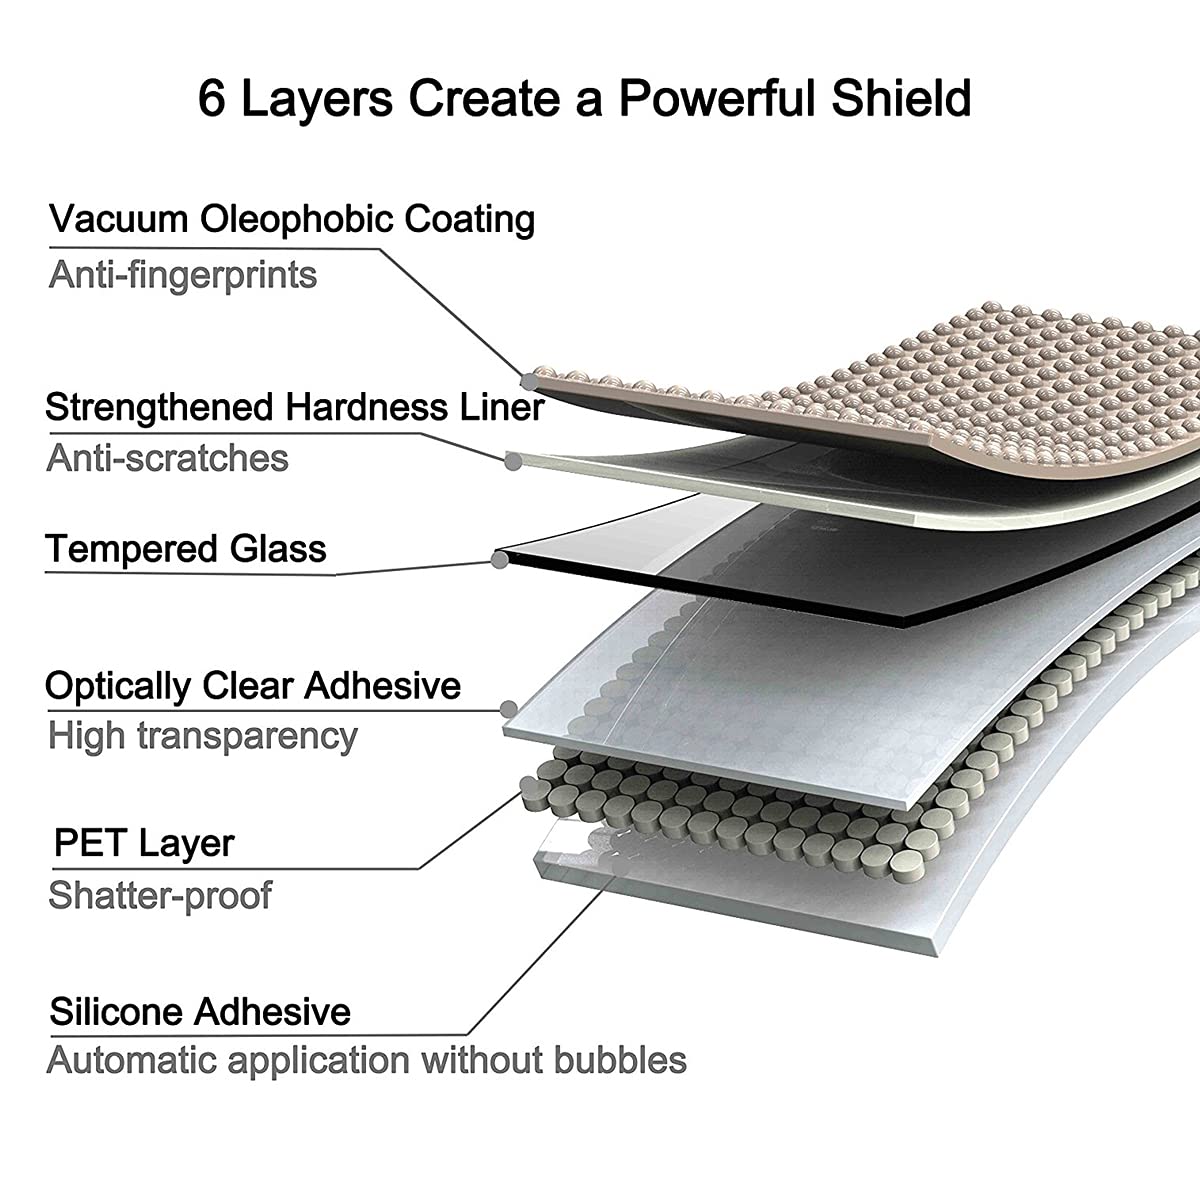 6 Layers Create a Powerful Shield
Vacuum Oleophobic Coating
Anti-fingerprints
Strengthened Hardness Liner
Anti-scratches
Tempered Glass
Optically Clear Adhesive
High transparency
PET Layer
Shatter-proof
Silicone Adhesive
Automatic application without bubbles